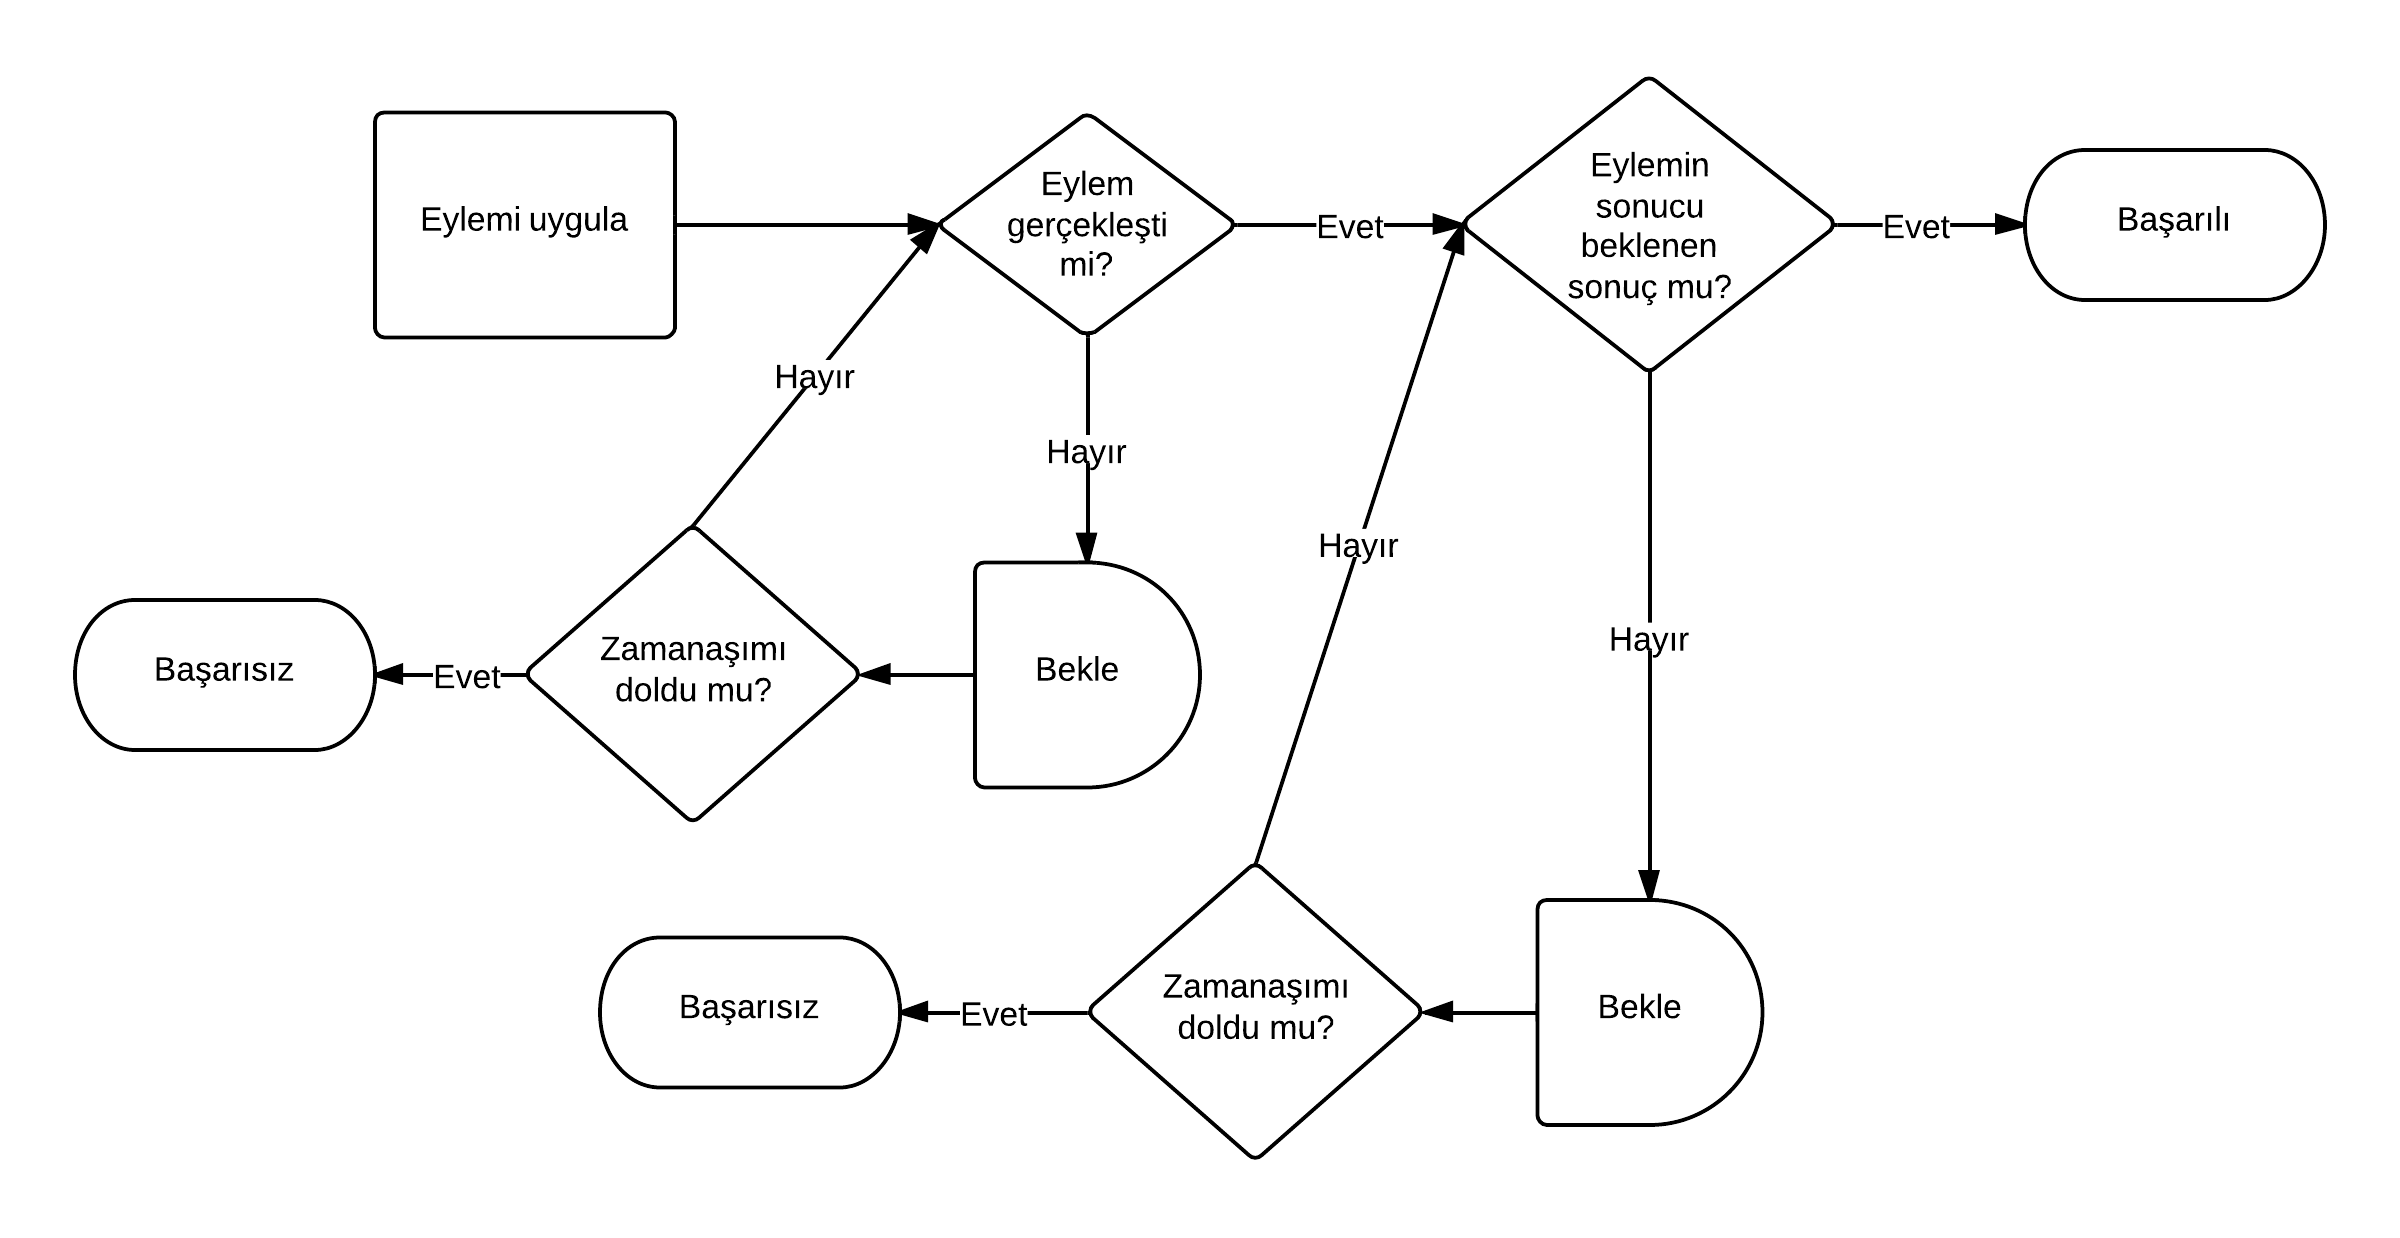 Eylemi uygula
Eylem
gerçekleşti
mi?
Evet
Eylemin
sonucu
beklenen
sonuç mu?
Evet
Başarılı
Hayır
Hayır
Hayır
Hayır
Başarısız
Evet
Zamanaşımı
doldu mu?
Bekle
Başarısız
Evet
Zamanaşımı
doldu mu?
Bekle